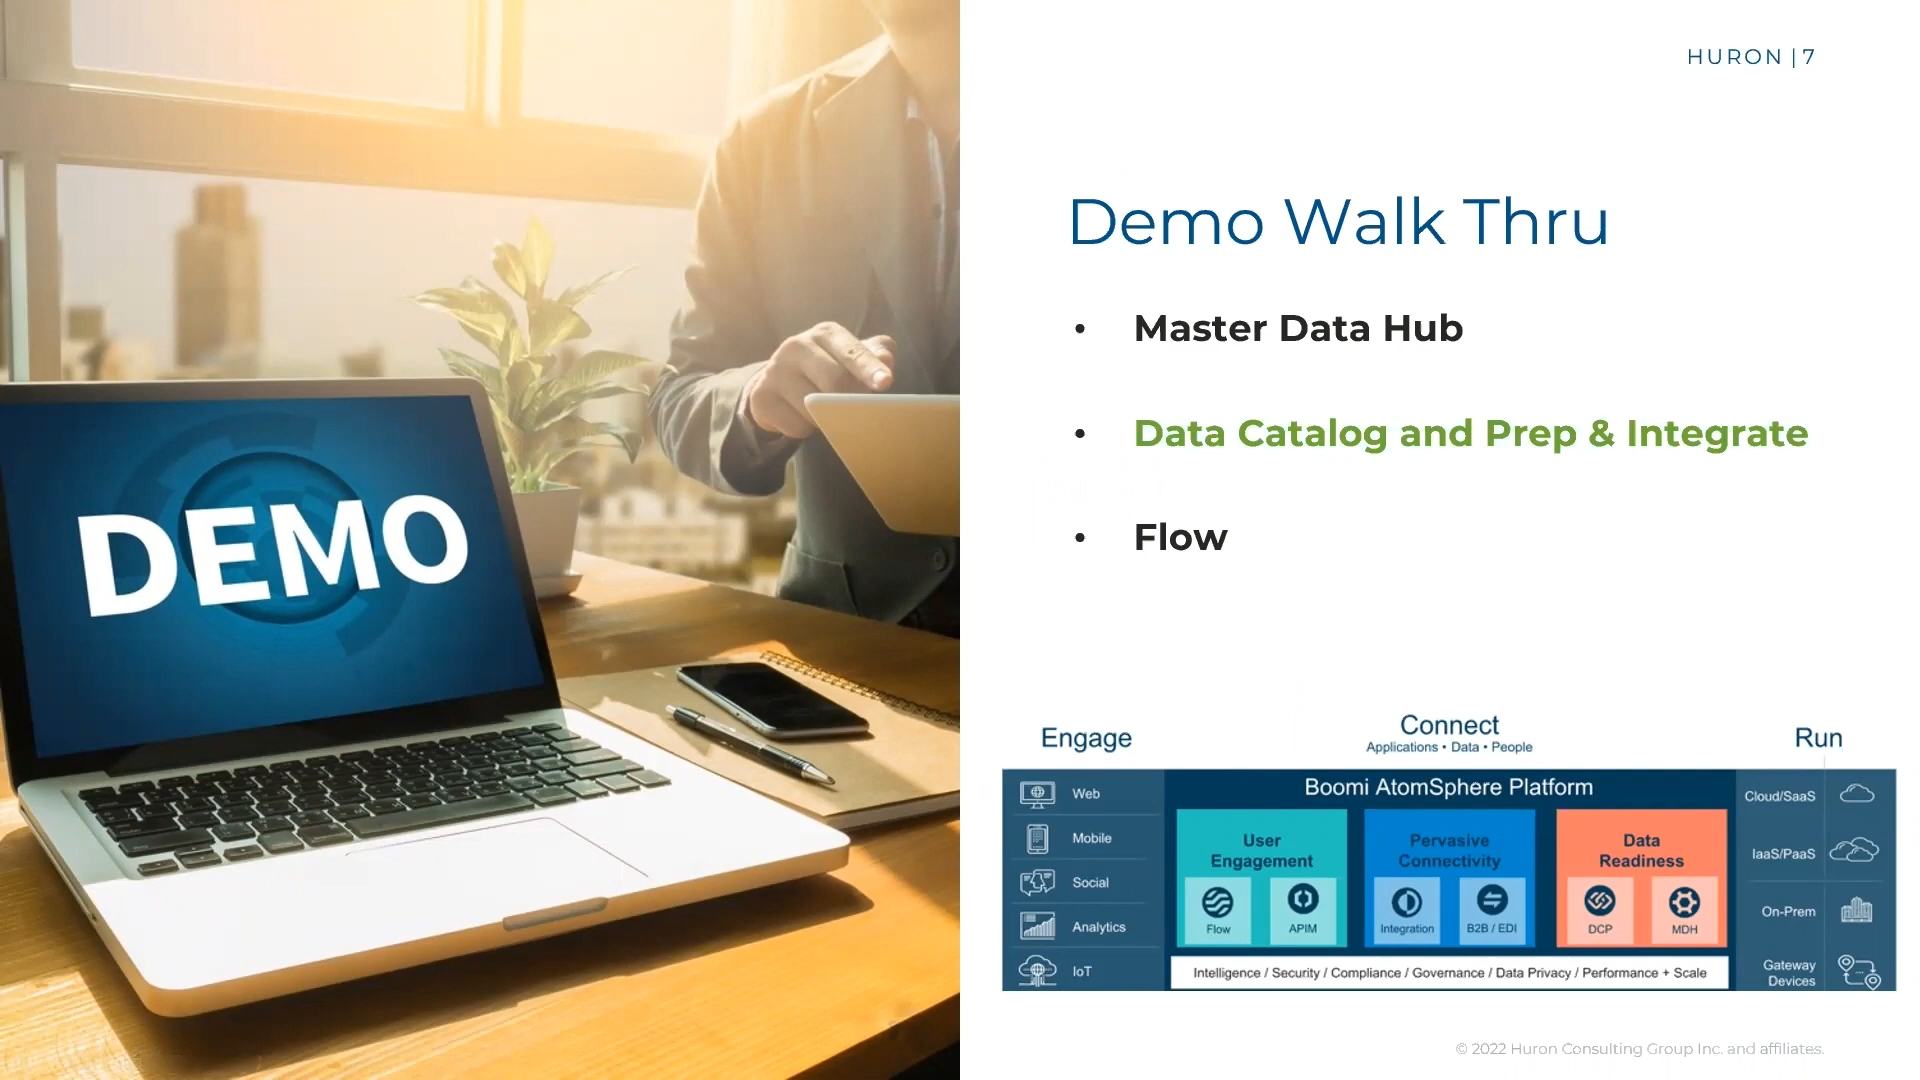 HURON | 7
DEMO
Demo Walk Thru
• Master Data Hub
• Data Catalog and Prep & Integrate
• Flow
Engage
Connect
Applications • Data • People
Run
Boomi AtomSphere Platform
Web
Mobile
Social
Analytics
IoT
User
Engagement
Flow
APIM
Pervasive
Connectivity
Integration
B2B / EDI
Data
Readiness
DCP
MDH
Intelligence / Security / Compliance / Governance / Data Privacy / Performance + Scale
Cloud/SaaS
IaaS/PaaS
On-Prem
Gateway
Devices
© 2022 Huron Consulting Group Inc. and affiliates.